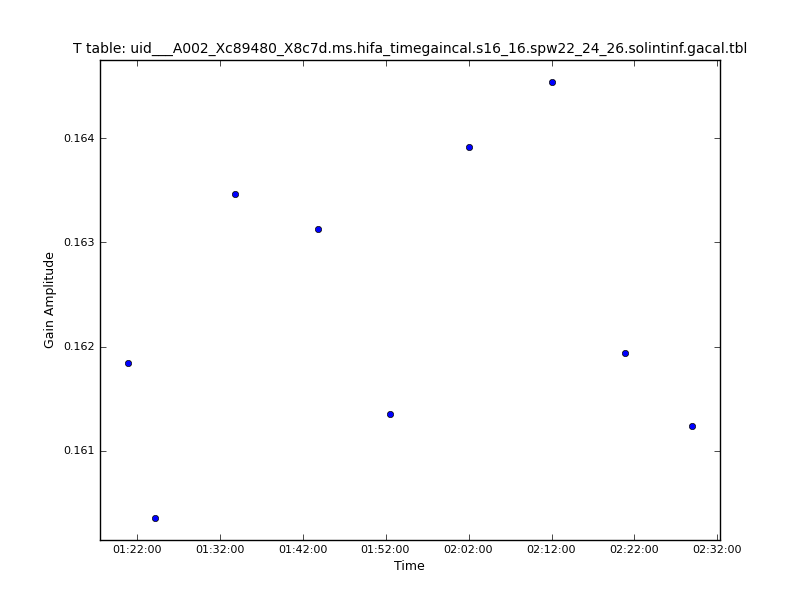 T table: uid___A002_Xc89480_X8c7d.ms.hifa_timegaincal.s16_16.spw22_24_26.solintinf.gacal.tbl
0.164
0.163
Gain Amplitude
0.162
0.161
01:22:00 01:32:00 01:42:00 01:52:00 02:02:00 02:12:00 02:22:00 02:32:00
Time